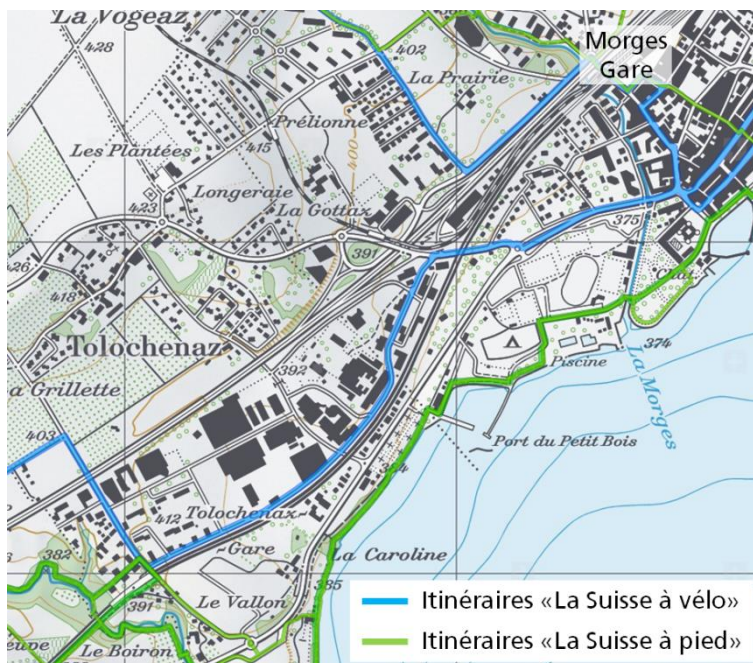 La Vogeaz
428
402
Morges
Gare
La Prairie
Prélionne
415
400
Les Plantées
Longeraie
La Gottaz
423
375
391
426
418
Tolochenaz
392
374
Piscine
La Morges
La Grillette
403
Port du Petit Bois
412
Tolochenaz-
-Gare
382
La Caroline
385
391
Le Vallon
Le Boiron
Itinéraires «La Suisse à vélo»
Itinéraires «La Suisse à pied»